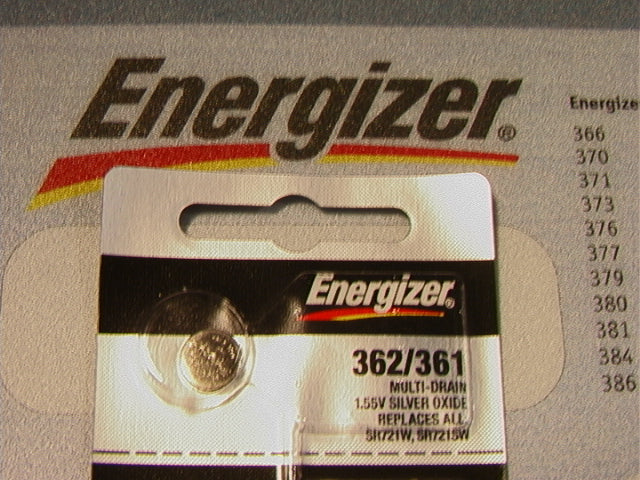 Energizer®
Energize
366
370
371
373
376
377
379
380
381
384
386
Energizer.
362/361
MULTI-DRAIN
1.55V SILVER OXIDE
REPLACES ALL
SR721W, SR721SW